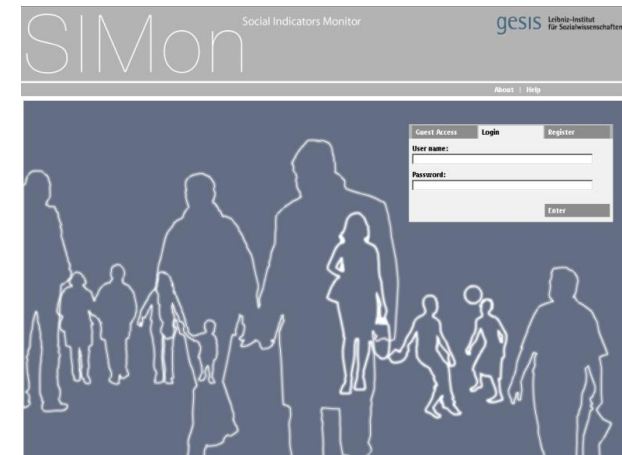 SIMon
Social Indicators Monitor
gesis Leibniz-Institut
für Sozialwissenschaften
About | Help
Guest Access Login Register
User name:
Password:
Enter